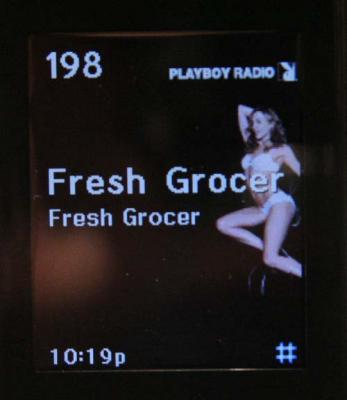 198
PLAYBOY RADIO
Fresh Grocer
Fresh Grocer
10:19p
#